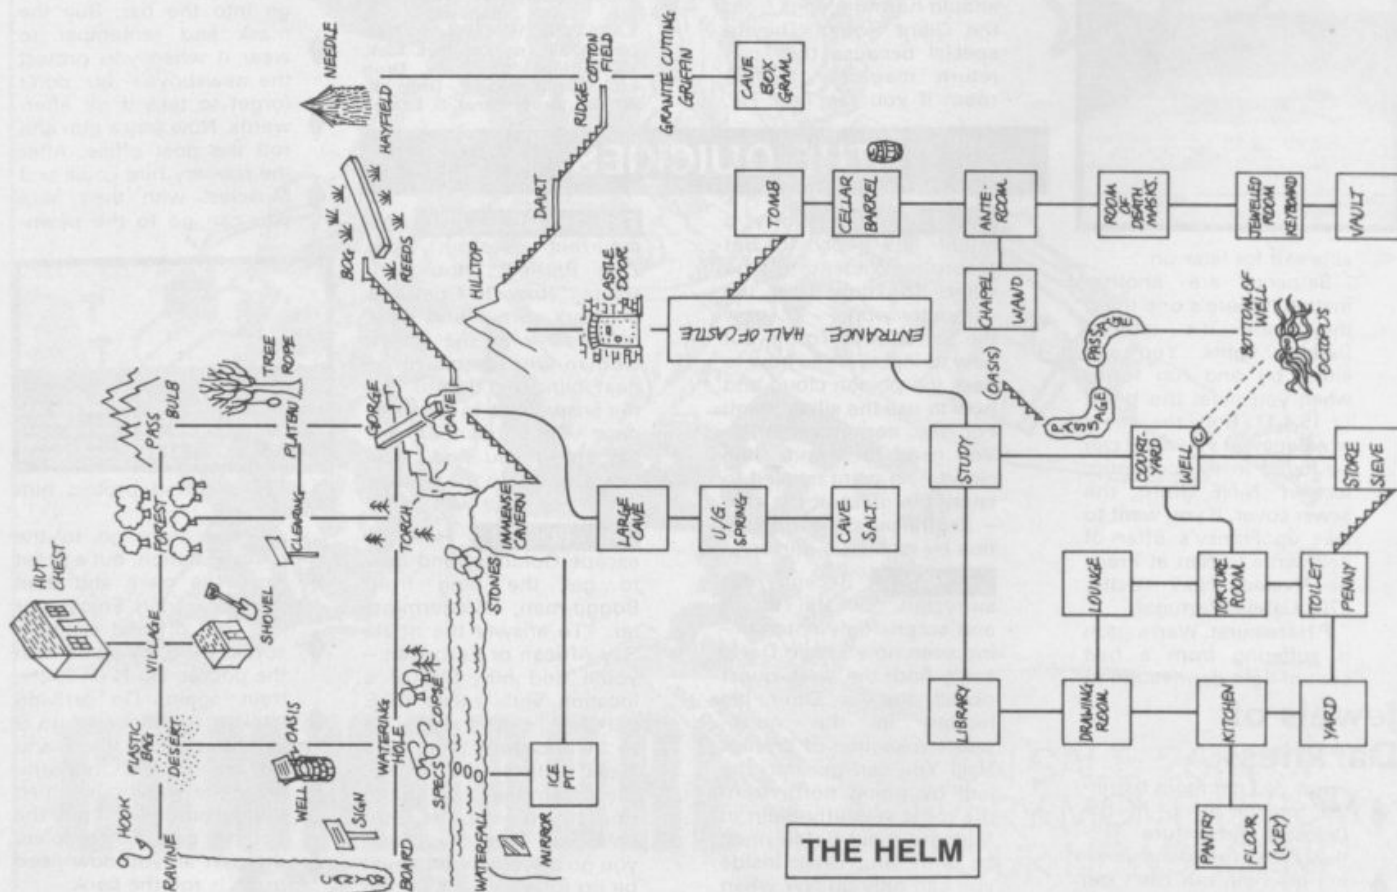 HUT
CHEST
HOOK
RAVINE
PLASTIC
BAG
DESERT
VILLAGE
FOREST
PASS
BULB
TREE
ROPE
PLATEAU
CLEARING
SHOVEL
OASIS
WELL
SIGN
BOARD
WATERING
HOLE
TORCH
GORGE
(CAVE)
BOG
REEDS
HAYFIELD
NEEDLE
SPECS
COPSE
STONES
WATERFALL
MIRROR
ICE
PIT
IMMENSE
CAVERN
HILLTOP
DART
RIDGE
COTTON
FIELD
GRANITE CUTTING
GRIFFIN
CAVE
BOX
GRAM.
CASTLE
DOOR
LARGE
CAVE
U/G.
SPRING
CAVE
SALT.
ENTRANCE, HALL OF CASTLE
TOMB
CELLAR
BARREL
ANTE-
ROOM
CHAPEL
WAND
ROOM
OF
DEATH
MASKS.
JEWELED
ROOM
KEYBOARD
VAULT
STUDY
(OASIS)
PASSAGE
PASSAGE
BOTTOM OF
WELL
OCTOPUS
COURT-
YARD
WELL
LIBRARY
LOUNGE
DRAWING
ROOM
TORTURE
ROOM
KITCHEN
PANTRY
FLOUR
(KEY)
TOILET
PENNY
YARD
STORE
SIEVE
THE HELM